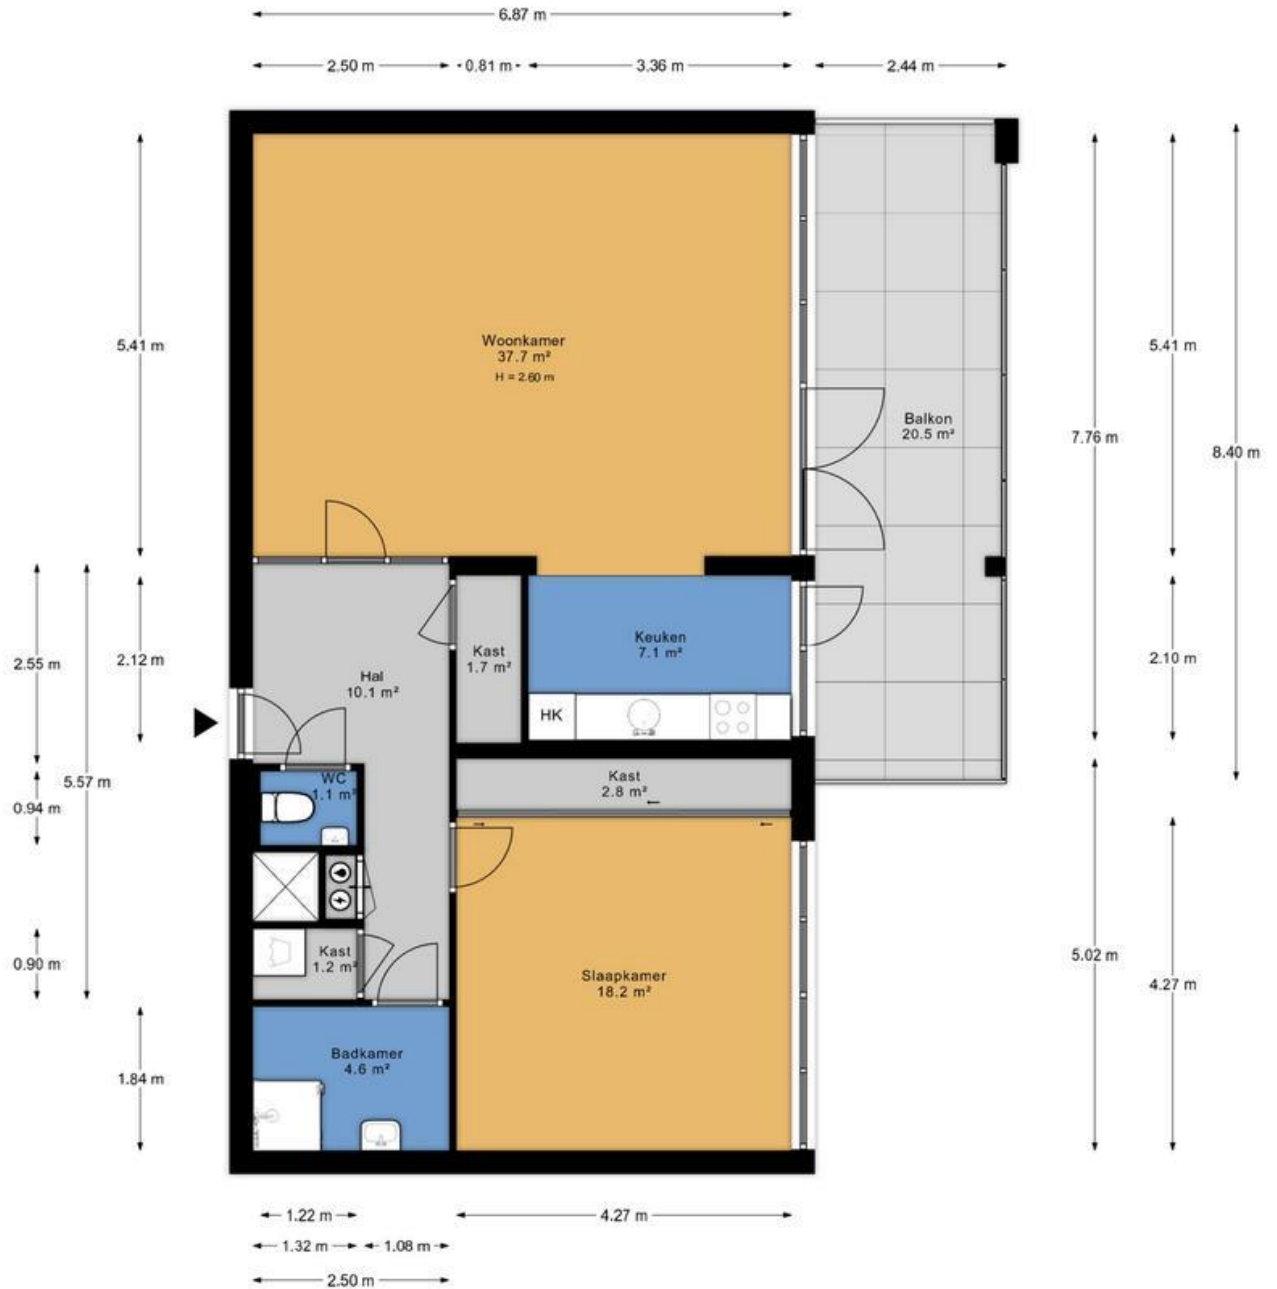 6.87 m
2.50 m
0.81 m
3.36 m
2.44 m
5.41 m
Woonkamer
37.7 m²
H = 2.60 m
5.41 m
Balkon
20.5 m²
7.76 m
8.40 m
2.55 m
2.12 m
Hal
10.1 m²
Kast
1.7 m²
Keuken
7.1 m²
HK
2.10 m
5.57 m
0.94 m
WC
1.1 m²
Kast
2.8 m²
0.90 m
Kast
1.2 m²
Slaapkamer
18.2 m²
5.02 m
4.27 m
1.84 m
Badkamer
4.6 m²
1.22 m
4.27 m
1.32 m
1.08 m
2.50 m